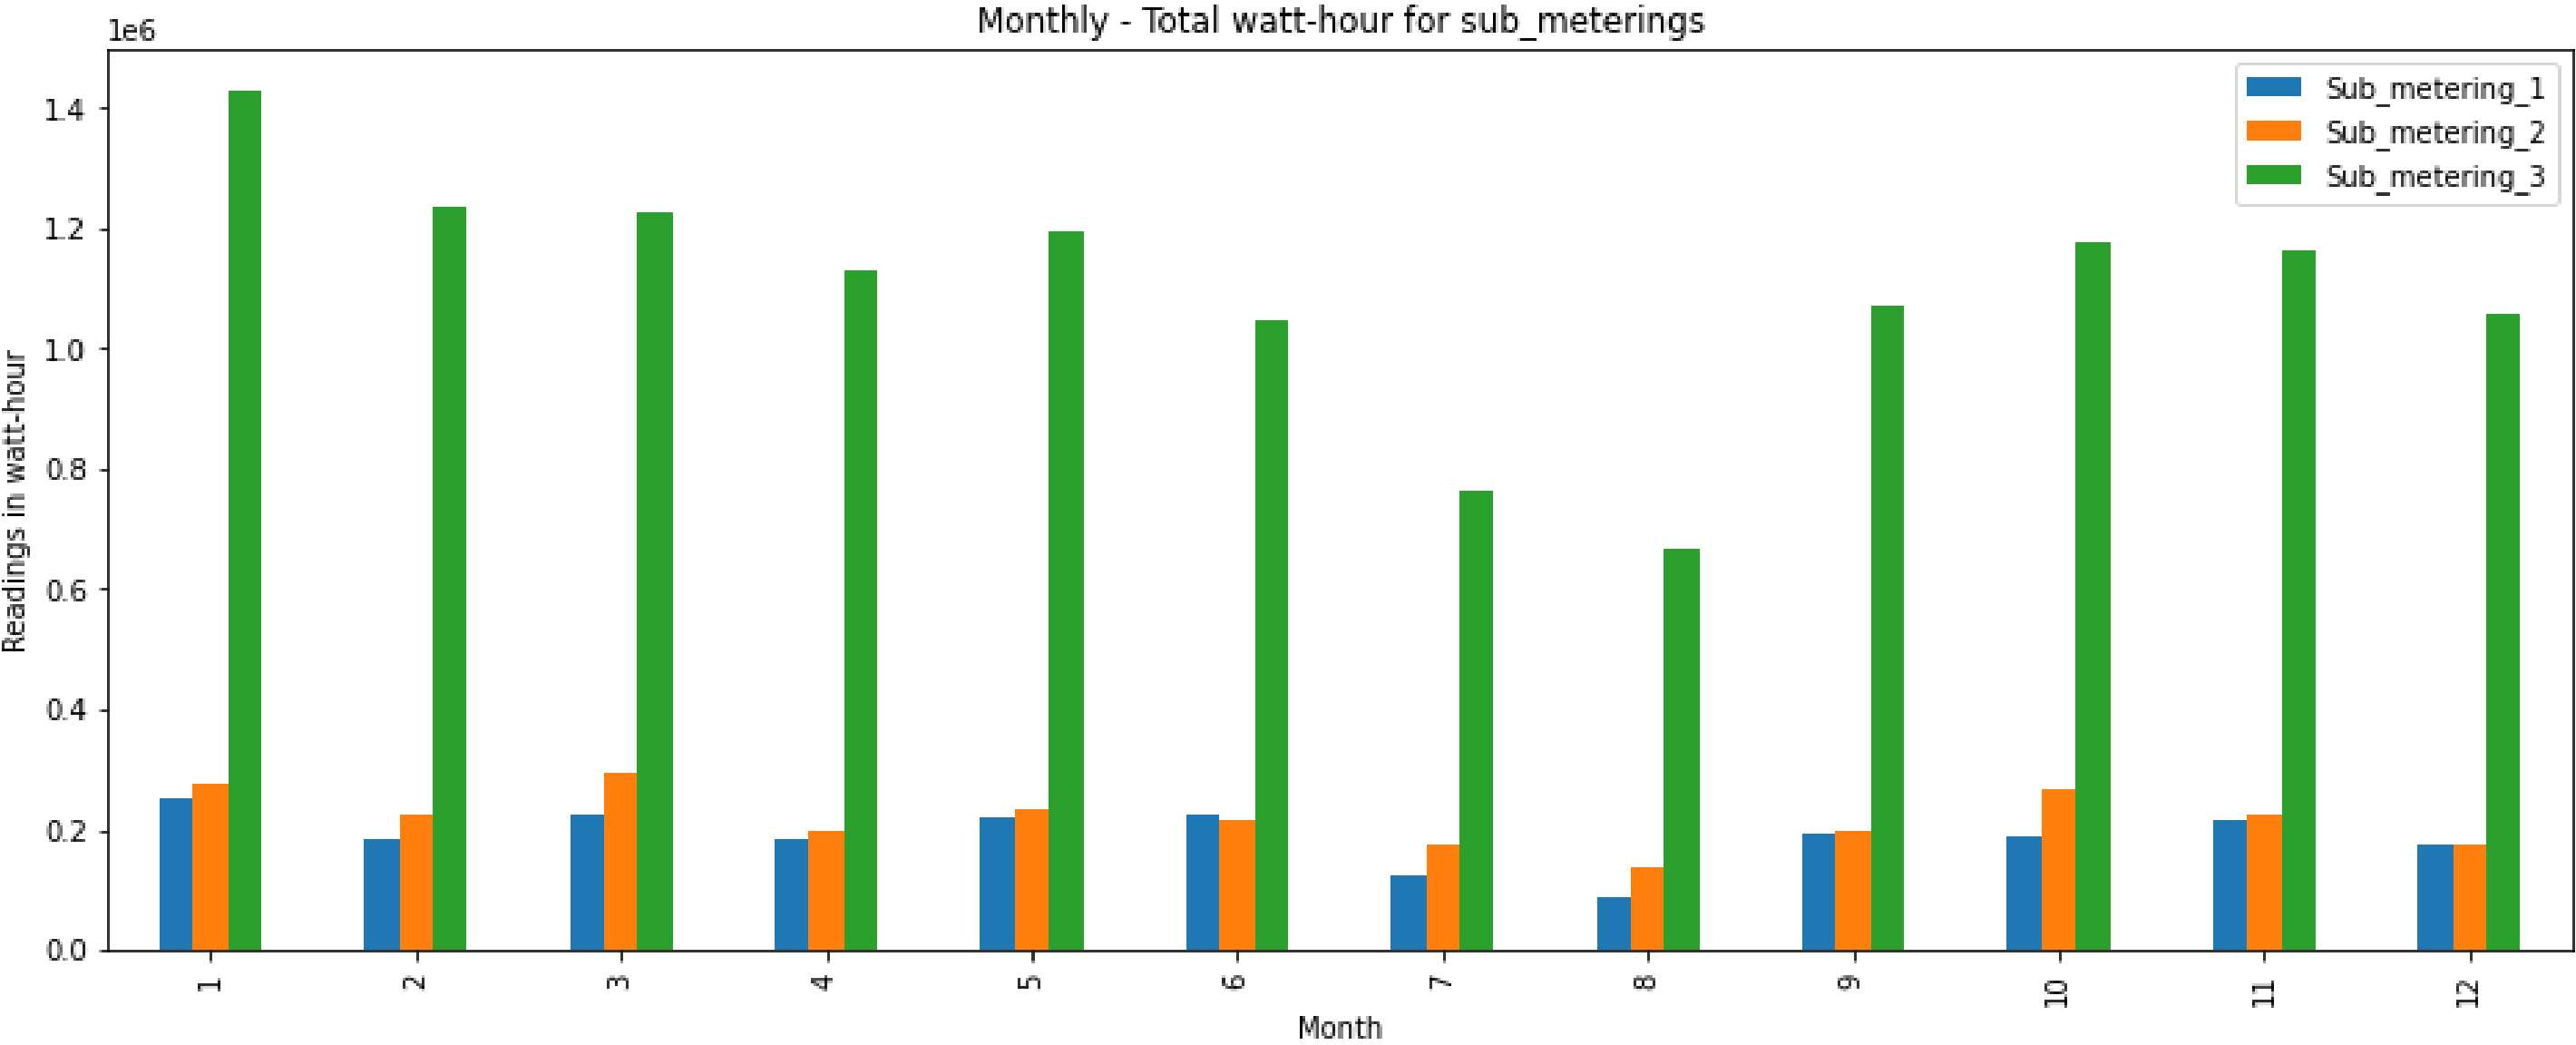 Monthly - Total watt-hour for sub_meterings
1e6
Sub_metering_1
Sub_metering_2
Sub_metering_3
1.4
1.2
1.0
0.8
0.6
0.4
0.2
0.0
Readings in watt-hour
1 2 3 4 5 6 7 8 9 10 11 12
Month